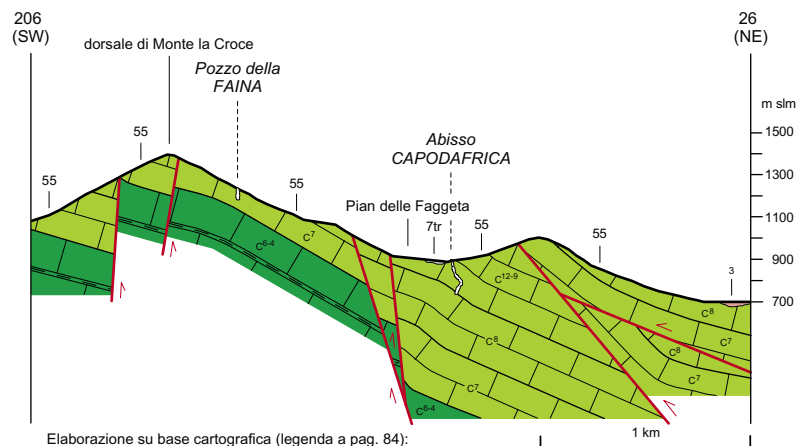 206
(SW)
26
(NE)
dorsale di Monte la Croce
Pozzo della
FAINA
m slm
55
1500
Abisso
CAPODAFRICA
1300
55
55
Pian delle Faggeta
7tr
55
55
1100
900
3
700
C6-4
C7
C12-9
C8
C8
C7
C8
C7
C7
C6-4
1 km
Elaborazione su base cartografica (legenda a pag. 84):